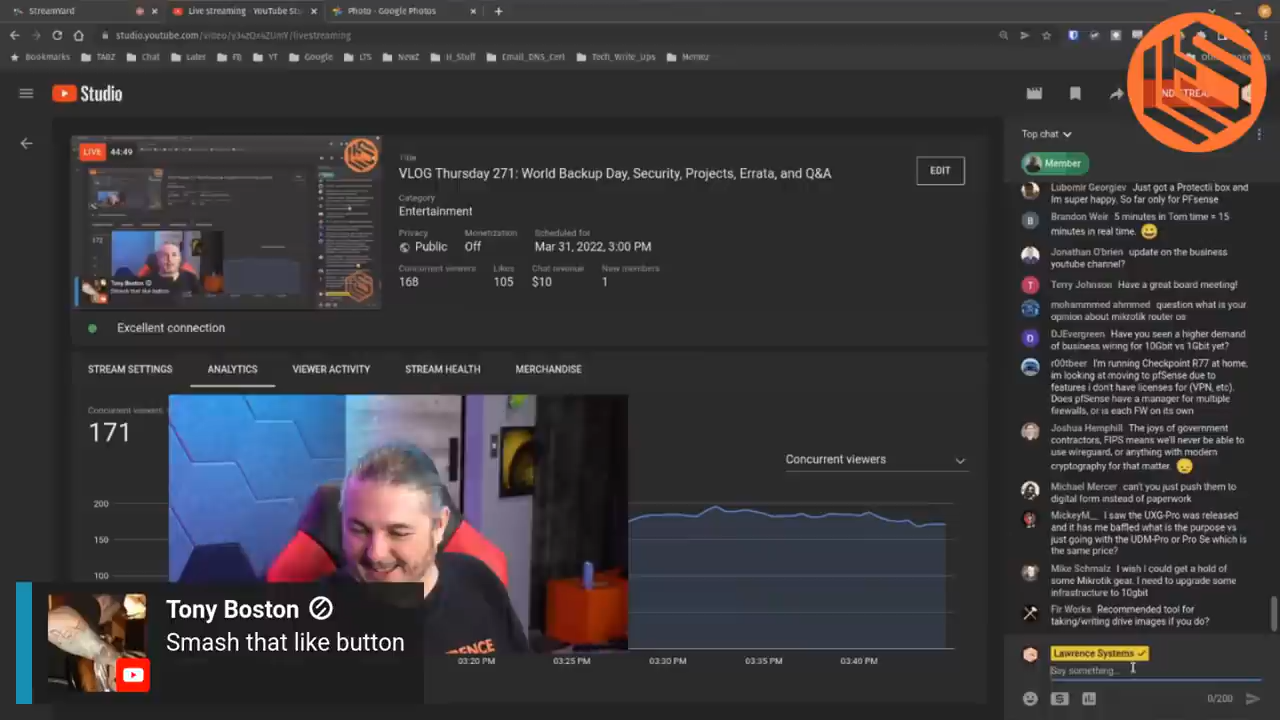 StreamYard
Live streaming - YouTube Stu
Photo - Google Photos
studio.youtube.com/video/
/livestreaming
Bookmarks
TABZ
Chat
Later
FB
YT
Google
LTS
NewZ
H_Stuff
Email_DNS_Cert
Tech_Write_Ups
Memez
Studio
LIVE 44:49
Title
VLOG Thursday 271: World Backup Day, Security, Projects, Errata, and Q&A
EDIT
Category
Entertainment
Privacy Monetization Scheduled for
Public Off Mar 31, 2022, 3:00 PM
Concurrent viewers Likes Chat revenue New members
168 105 $10 1
Excellent connection
STREAM SETTINGS
ANALYTICS
VIEWER ACTIVITY
STREAM HEALTH
MERCHANDISE
Concurrent viewers
171
Concurrent viewers
200
150
100
03:20 PM
03:25 PM
03:30 PM
03:35 PM
03:40 PM
Tony Boston
Smash that like button
Top chat
Member
Lubomir Georgiev Just got a Protectli box and
Im super happy. So far only for PFsense
Brandon Weir 5 minutes in Tom time = 15
minutes in real time.
Jonathan O'brien update on the business
youtube channel?
Terry Johnson Have a great board meeting!
mohammmed ahmmed question what is your
opinion about mikrotik router os
DJEvergreen Have you seen a higher demand
of business wiring for 10Gbit vs 1Gbit yet?
r00tbeer I'm running Checkpoint R77 at home,
im looking at moving to pfSense due to
features i don't have licenses for (VPN, etc).
Does pfSense have a manager for multiple
firewalls, or is each FW on its own
Joshua Hemphill The joys of government
contractors, FIPS means we'll never be able to
use wireguard, or anything with modern
cryptography for that matter.
Michael Mercer can't you just push them to
digital form instead of paperwork
MickeyM_ I saw the UXG-Pro was released
and it has me baffled what is the purpose vs
just going with the UDM-Pro or Pro Se which is
the same price?
Mike Schmalz I wish I could get a hold of
some Mikrotik gear. I need to upgrade some
infrastructure to 10gbit
Fir Works Recommended tool for
taking/writing drive images if you do?
Lawrence Systems
Say something...
0/200